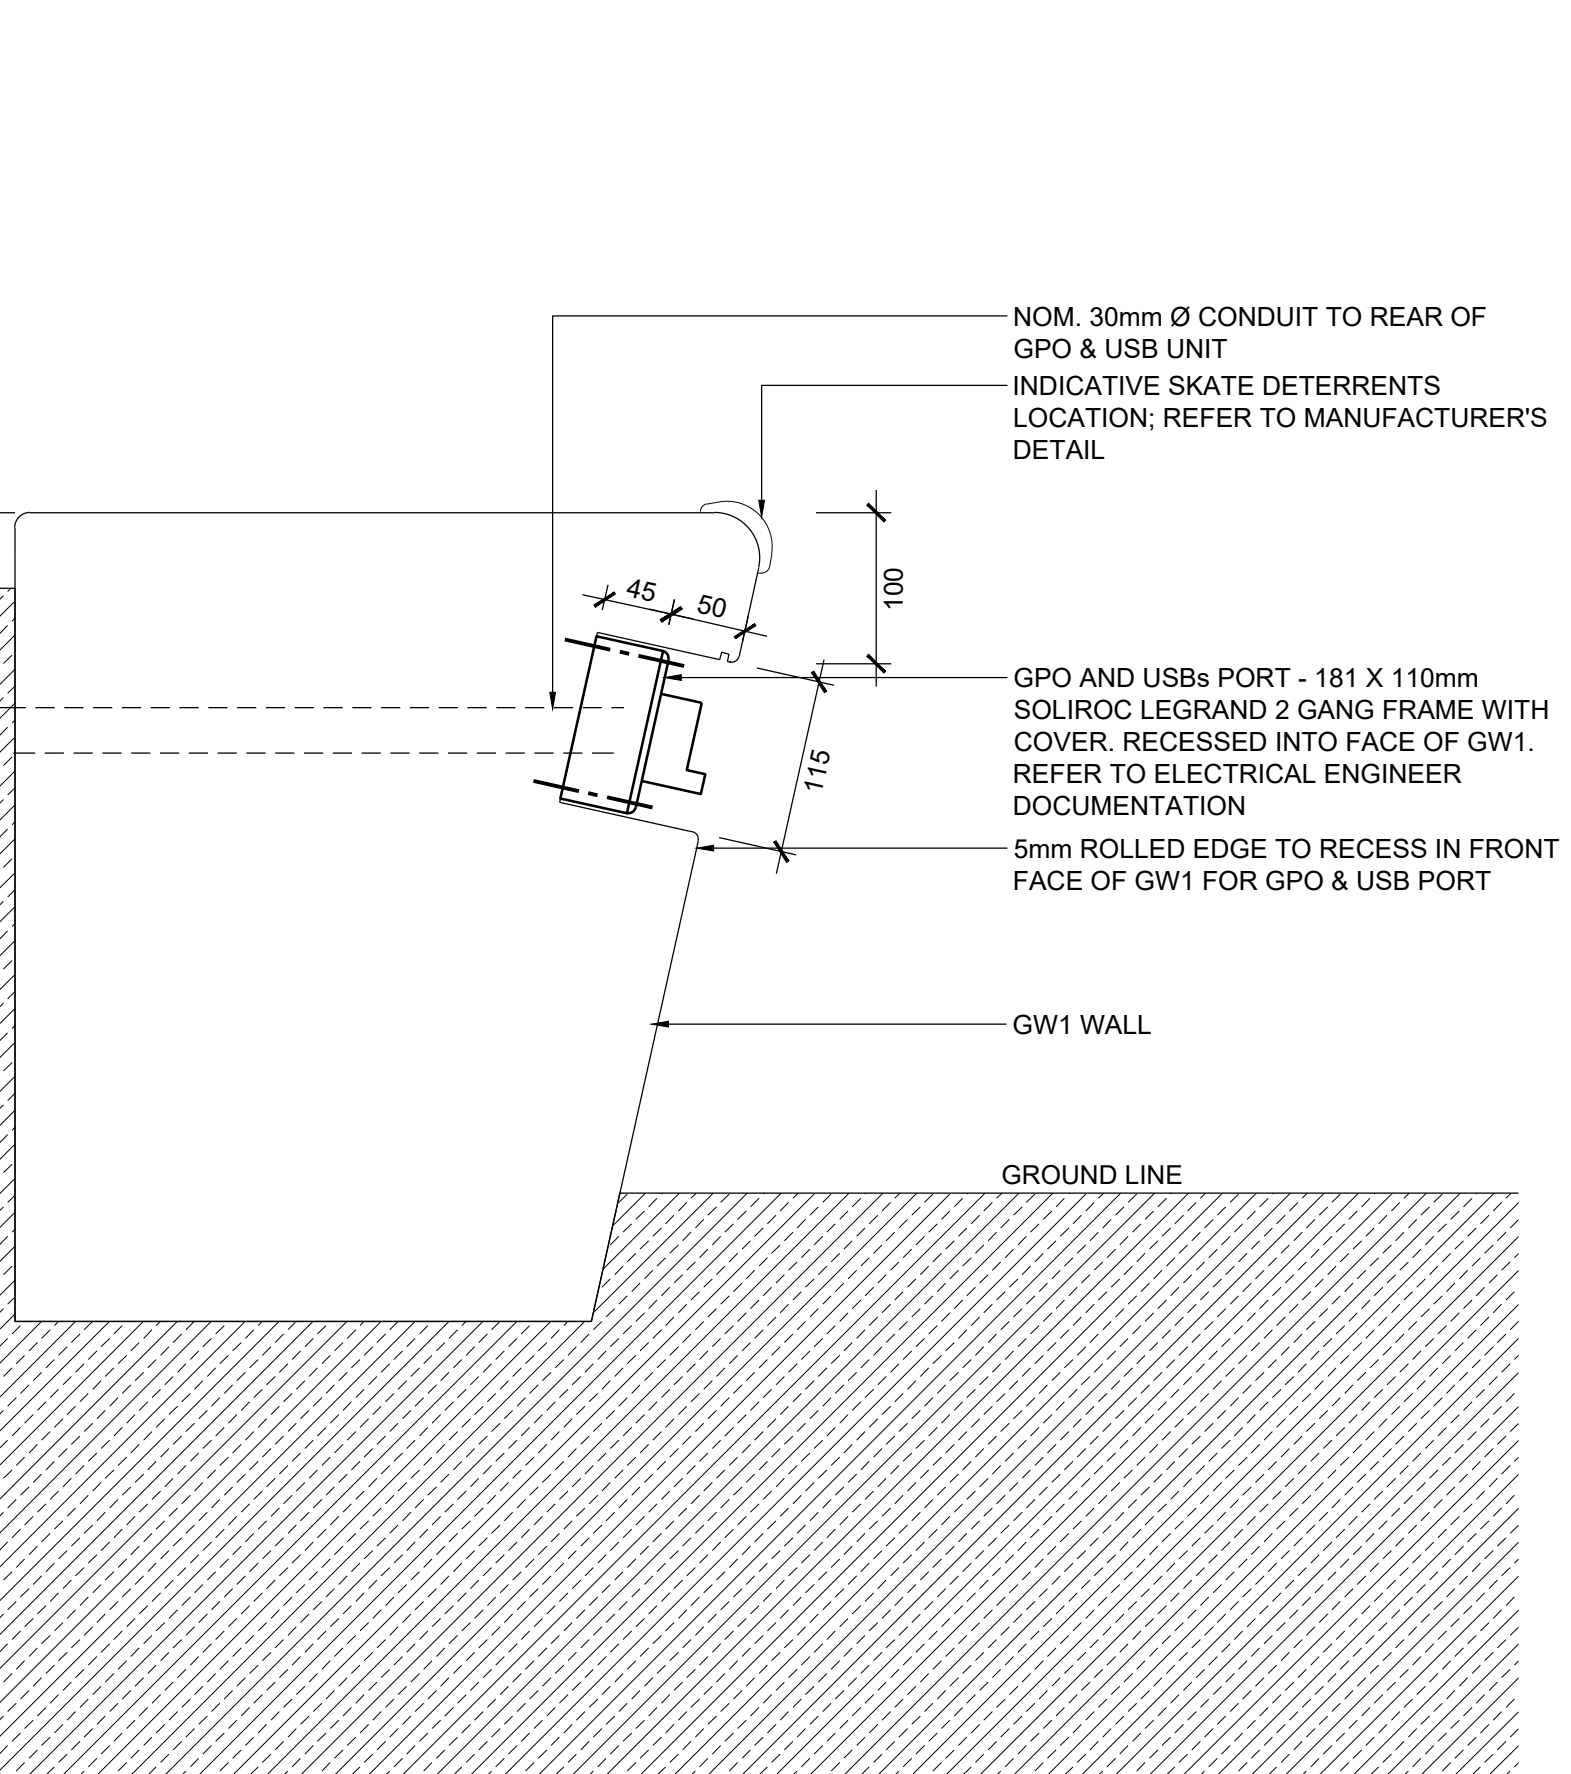 NOM. 30mm Ø CONDUIT TO REAR OF
GPO & USB UNIT
INDICATIVE SKATE DETERRENTS
LOCATION; REFER TO MANUFACTURER'S
DETAIL
45
50
100
GPO AND USBs PORT - 181 X 110mm
SOLIROC LEGRAND 2 GANG FRAME WITH
COVER. RECESSED INTO FACE OF GW1.
REFER TO ELECTRICAL ENGINEER
DOCUMENTATION
115
5mm ROLLED EDGE TO RECESS IN FRONT
FACE OF GW1 FOR GPO & USB PORT
GW1 WALL
GROUND LINE